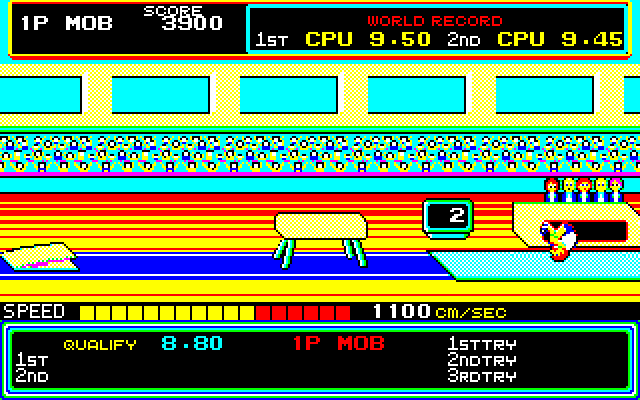 SCORE
1P MOB 3900
WORLD RECORD
1ST CPU 9.50 2ND CPU 9.45
2
SPEED 1100 CM/SEC
QUALIFY 8.80 1P MOB 1STTRY
1ST 2NDTRY
2ND 3RDTRY